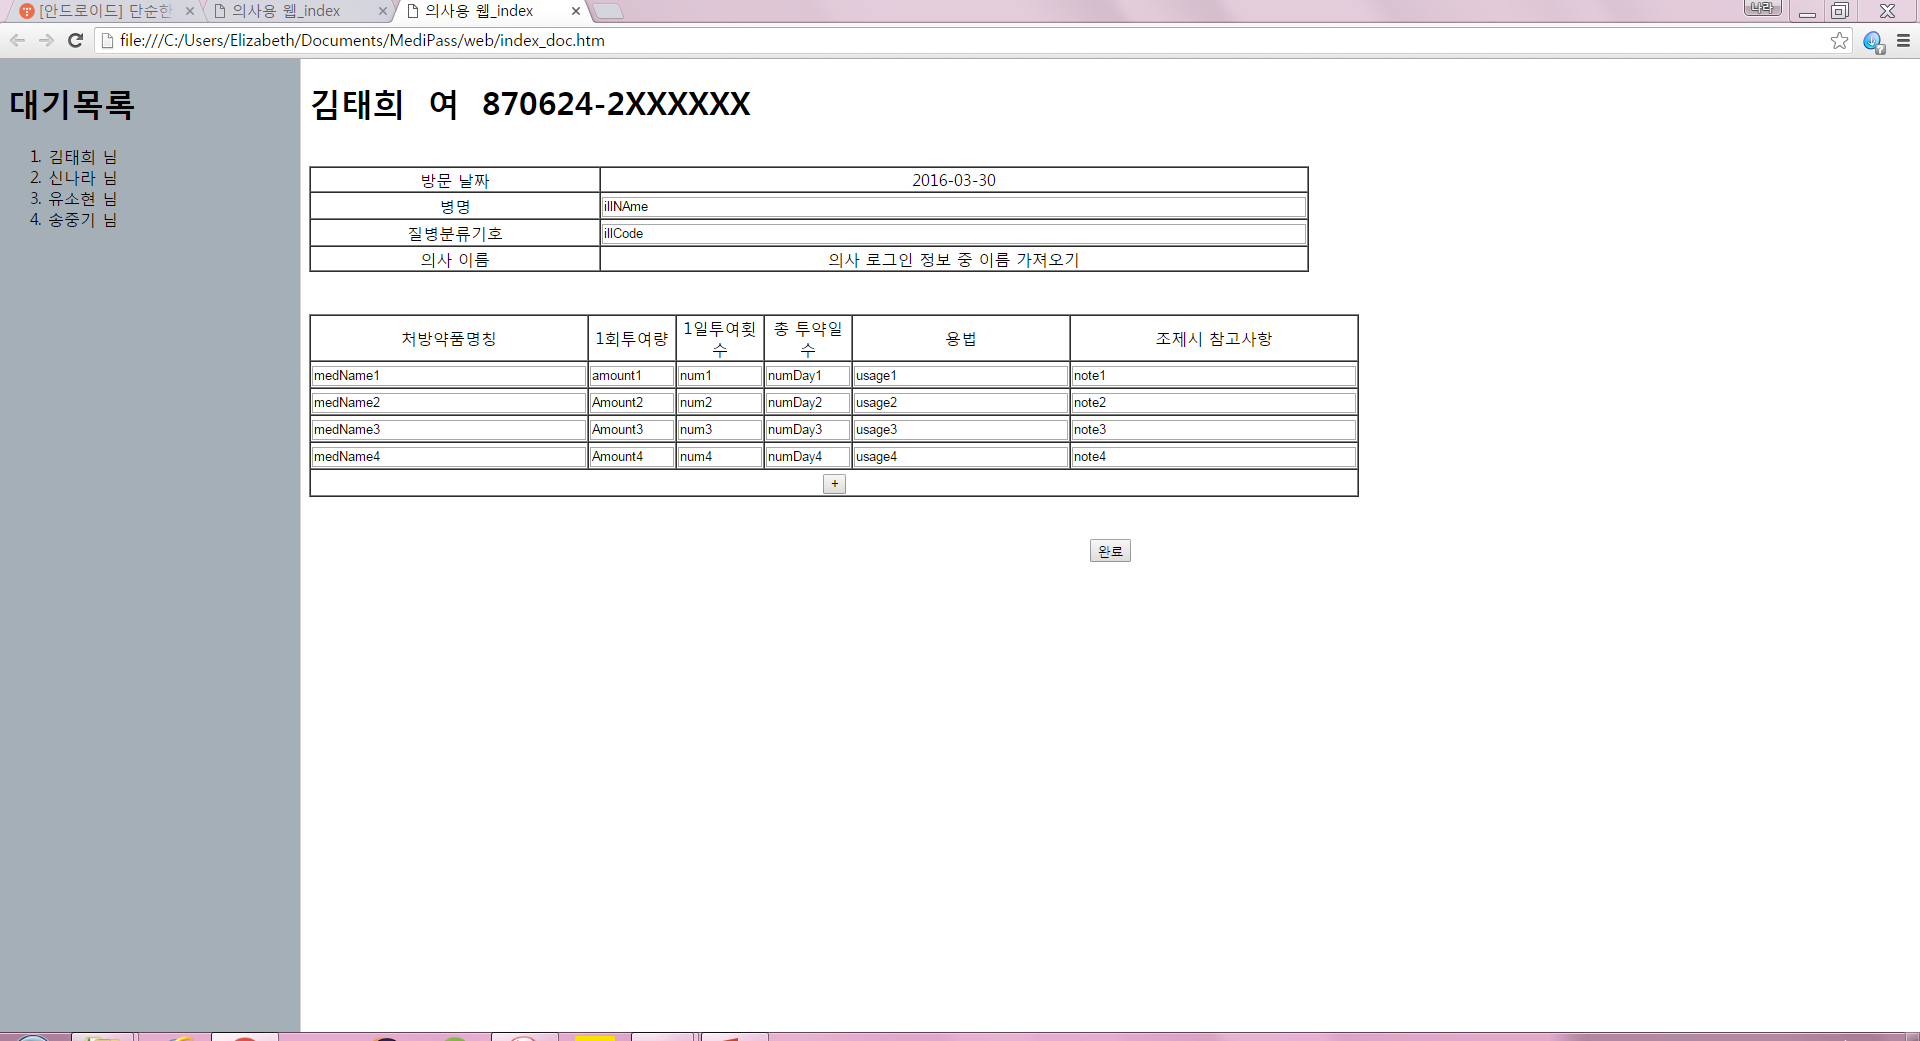 [안드로이드] 단순한
의사용 웹_index
의사용 웹_index
나라
file:///C:/Users/Elizabeth/Documents/MediPass/web/index_doc.htm
대기목록
1. 김태희 님
2. 신나라 님
3. 유소현 님
4. 송중기 님
김태희 여 870624-2XXXXXX
방문 날짜 2016-03-30
병명 illNAme
질병분류기호 illCode
의사 이름 의사 로그인 정보 중 이름 가져오기
처방약품명칭 1회투여량 1일투여횟수 총 투약일수 용법 조제시 참고사항
medName1 amount1 num1 numDay1 usage1 note1
medName2 Amount2 num2 numDay2 usage2 note2
medName3 Amount3 num3 numDay3 usage3 note3
medName4 Amount4 num4 numDay4 usage4 note4
+
완료